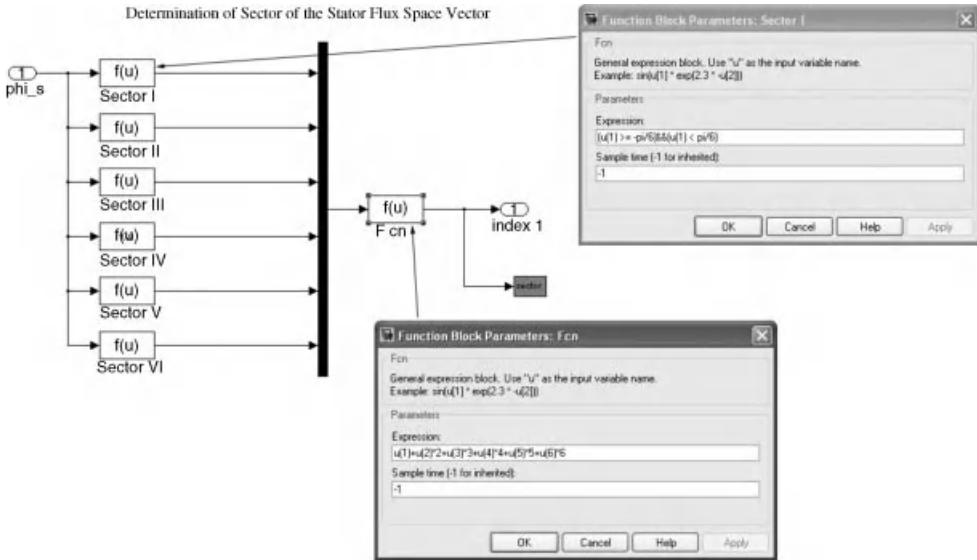 Determination of Sector of the Stator Flux Space Vector
1
phi_s
f(u)
Sector I
f(u)
Sector II
f(u)
Sector III
f(u)
Sector IV
f(u)
Sector V
f(u)
Sector VI
f(u)
F cn
1
index 1
sector
Function Block Parameters: Sector I
Fcn
General expression block. Use "u" as the input variable name.
Example: sin(u[1] * exp(2.3 * -u[2]))
Parameters
Expression:
(u(1) >= -pi/6)&&(u(1) < pi/6)
Sample time (-1 for inherited):
-1
OK Cancel Help Apply
Function Block Parameters: Fcn
Fcn
General expression block. Use "u" as the input variable name.
Example: sin(u[1] * exp(2.3 * -u[2]))
Parameters
Expression:
u(1)+u(2)*2+u(3)*3+u(4)*4+u(5)*5+u(6)*6
Sample time (-1 for inherited):
-1
OK Cancel Help Apply